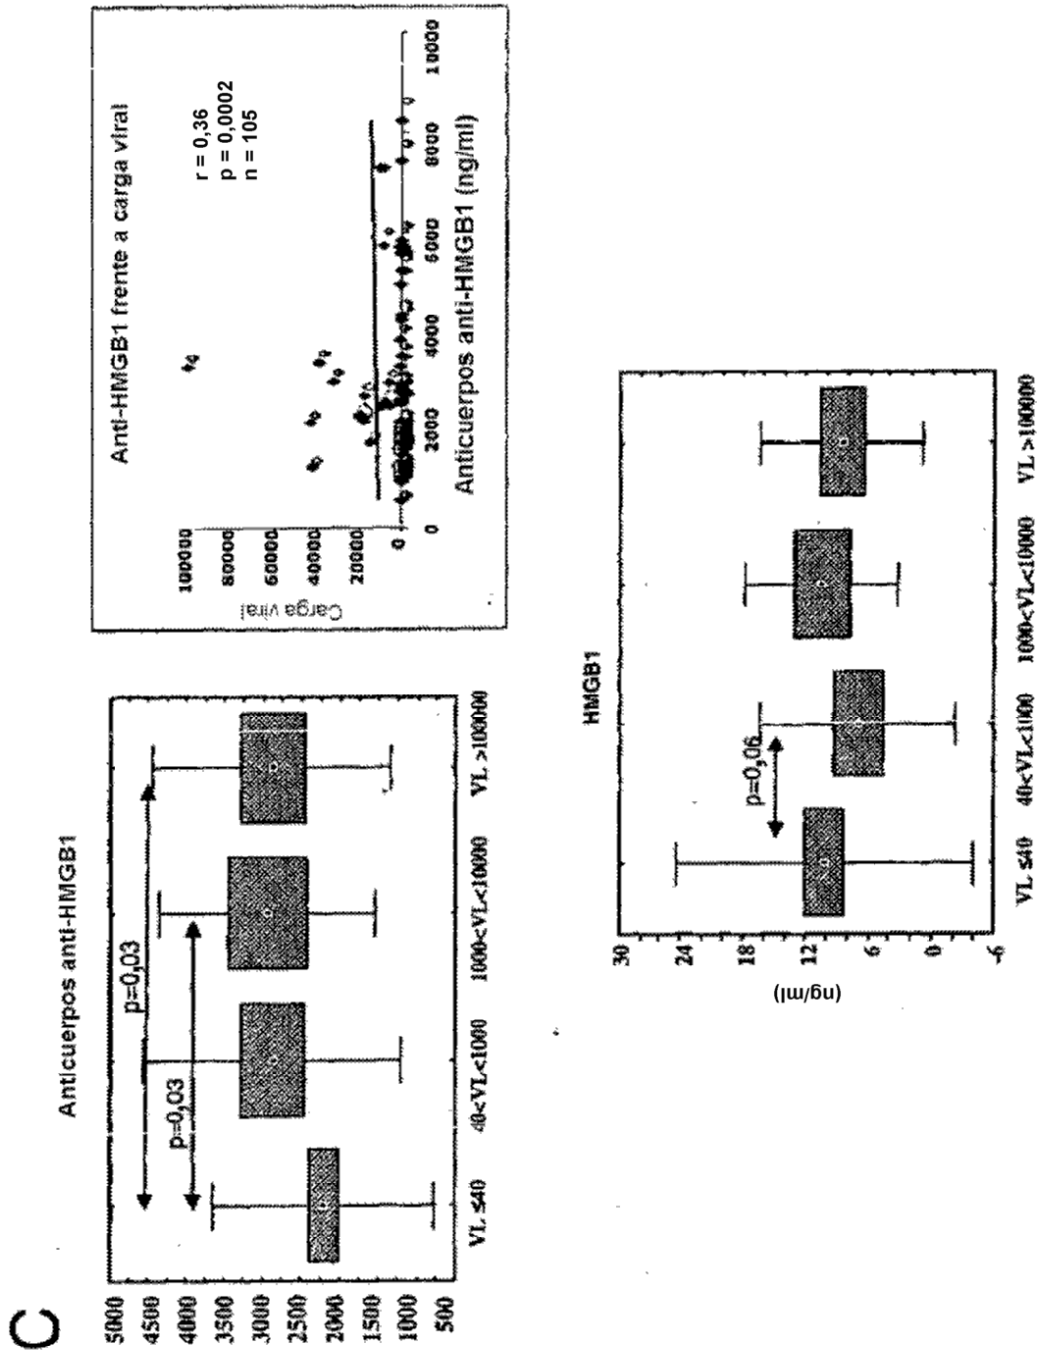 C
Anticuerpos anti-HMGB1
5000
4500
4000
3500
3000
2500
2000
1500
1000
500
p=0,03
p=0,03
VL ≤40
40<VL<1000
1000<VL<10000
VL >100000
Anti-HMGB1 frente a carga viral
r = 0,36
p = 0,0002
n = 105
Carga viral
100000
80000
60000
40000
20000
0
0
2000
4000
6000
8000
10000
Anticuerpos anti-HMGB1 (ng/ml)
HMGB1
(ng/ml)
30
24
18
12
6
0
-6
p=0,06
VL ≤40
40<VL<1000
1000<VL<10000
VL >100000